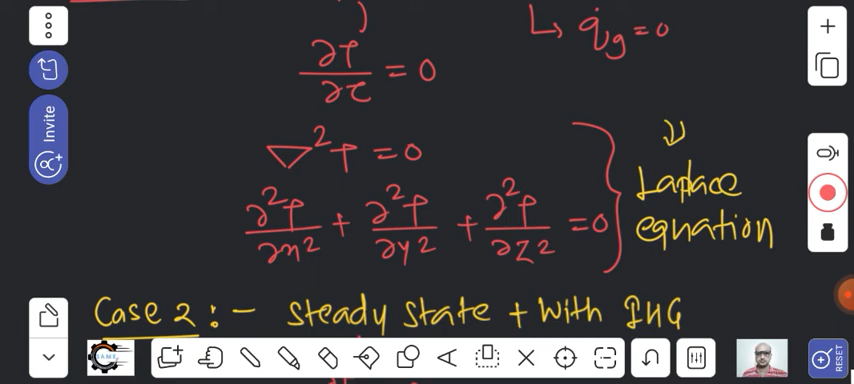 ↳ q̇g = 0
∂T/∂τ = 0
∇²T = 0
∂²T/∂x² + ∂²T/∂y² + ∂²T/∂z² = 0
Laplace equation
Case 2 :- Steady state + With IHG
Invite
RESET